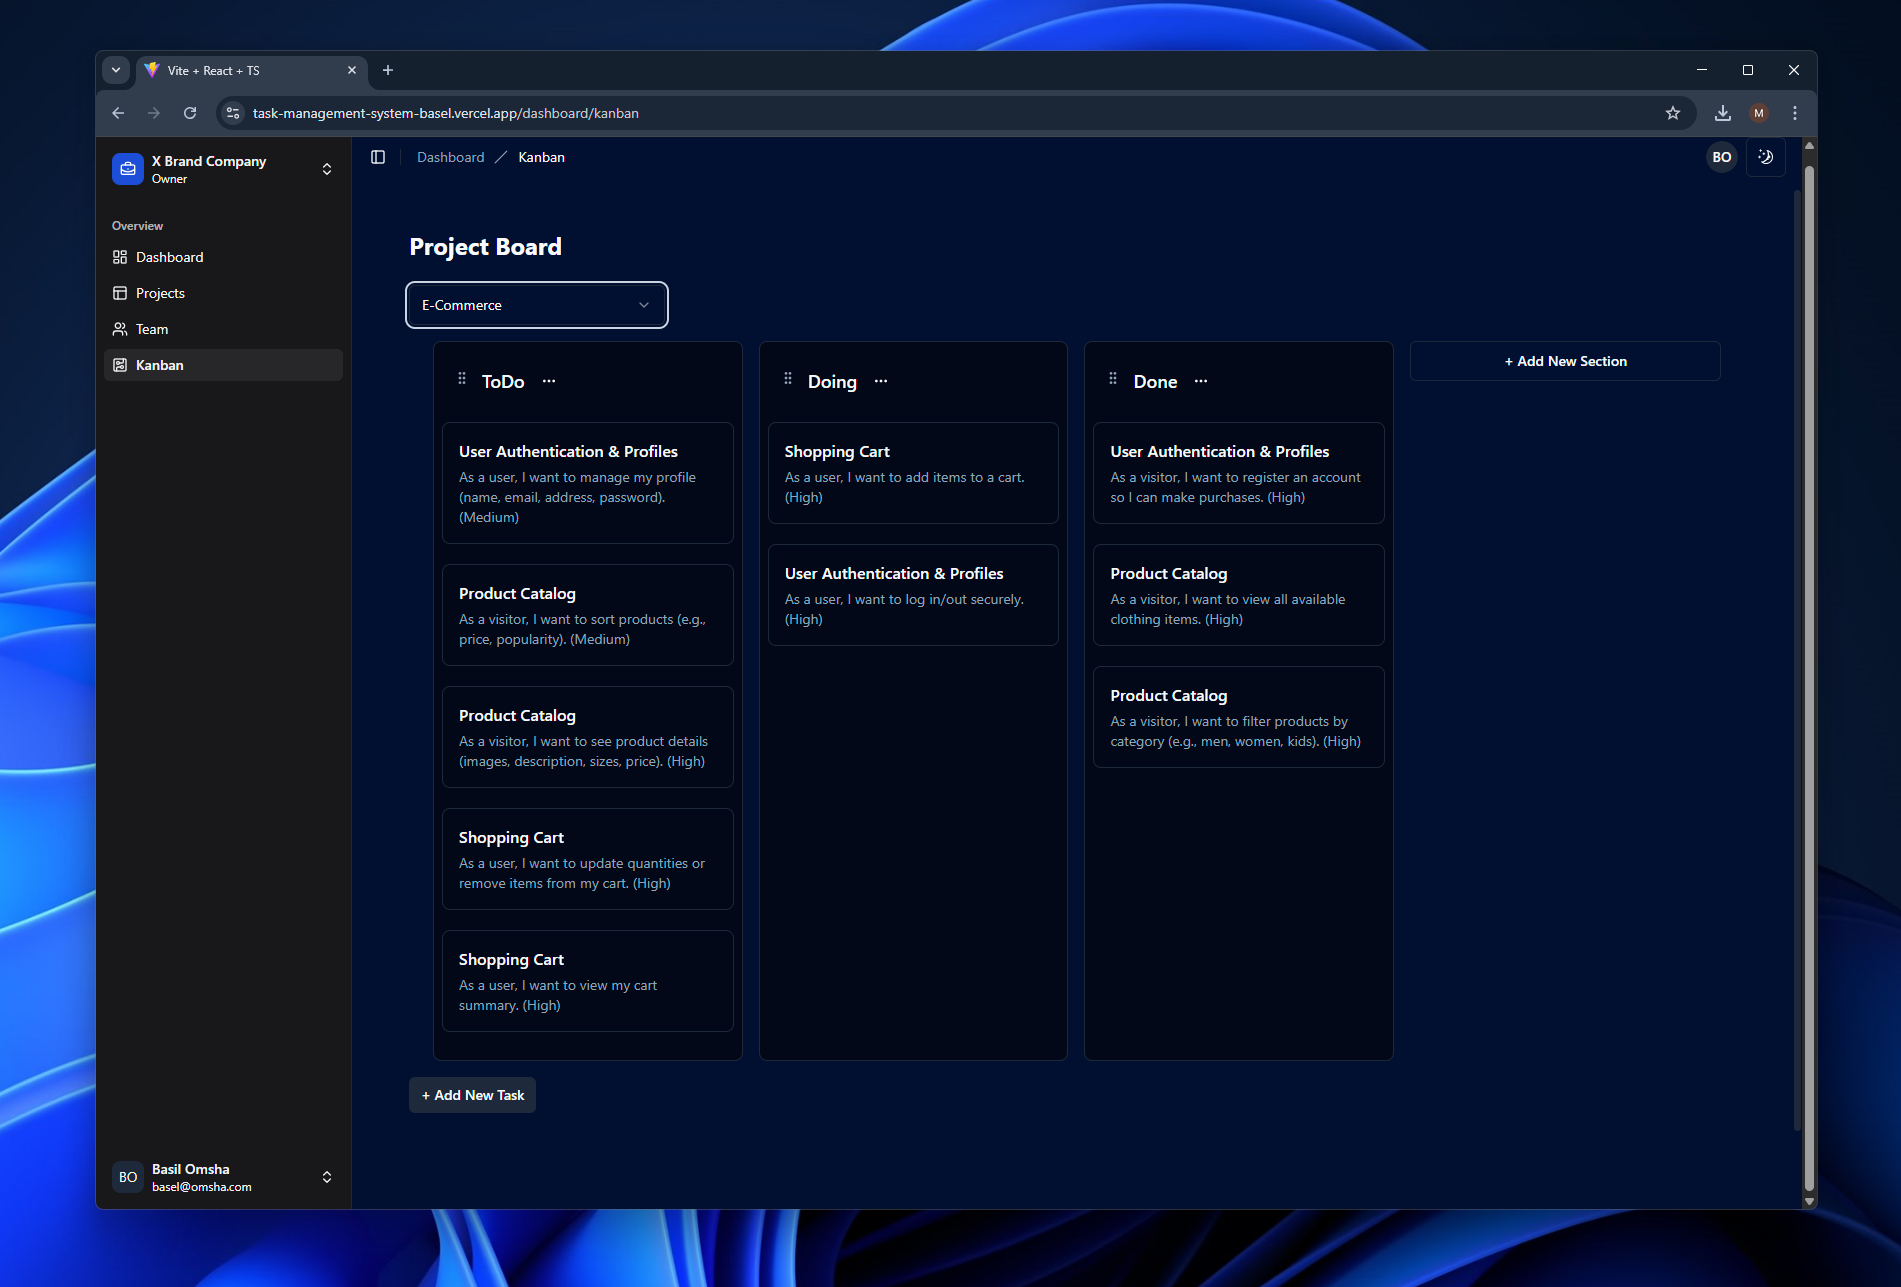 Vite + React + TS
task-management-system-basel.vercel.app/dashboard/kanban
M
X Brand Company
Owner
Dashboard
Kanban
BO
Overview
Dashboard
Projects
Team
Kanban
Project Board
E-Commerce
ToDo
User Authentication & Profiles
As a user, I want to manage my profile
(name, email, address, password).
(Medium)
Product Catalog
As a visitor, I want to sort products (e.g.,
price, popularity). (Medium)
Product Catalog
As a visitor, I want to see product details
(images, description, sizes, price). (High)
Shopping Cart
As a user, I want to update quantities or
remove items from my cart. (High)
Shopping Cart
As a user, I want to view my cart
summary. (High)
Doing
Shopping Cart
As a user, I want to add items to a cart.
(High)
User Authentication & Profiles
As a user, I want to log in/out securely.
(High)
Done
User Authentication & Profiles
As a visitor, I want to register an account
so I can make purchases. (High)
Product Catalog
As a visitor, I want to view all available
clothing items. (High)
Product Catalog
As a visitor, I want to filter products by
category (e.g., men, women, kids). (High)
+ Add New Section
+ Add New Task
BO
Basil Omsha
basel@omsha.com